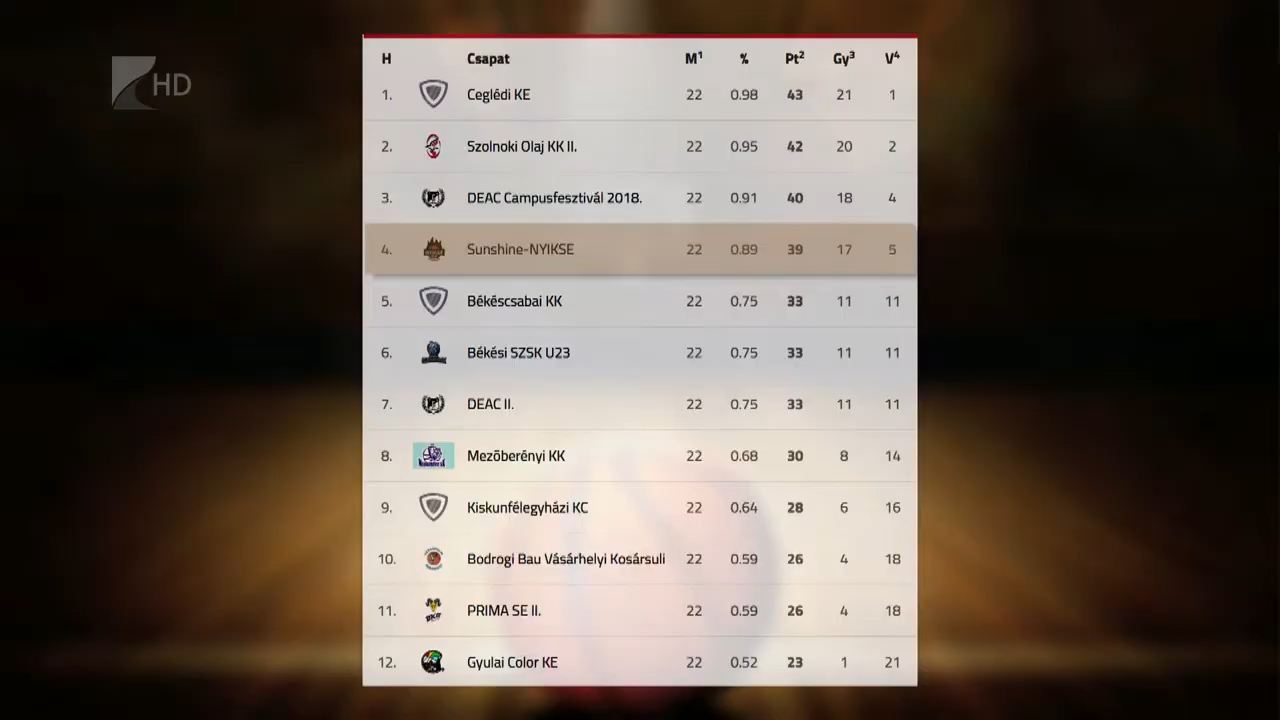 HD
H Csapat M¹ % Pt² Gy³ V⁴
1. Ceglédi KE 22 0.98 43 21 1
2. Szolnoki Olaj KK II. 22 0.95 42 20 2
3. DEAC Campusfesztivál 2018. 22 0.91 40 18 4
4. Sunshine-NYIKSE 22 0.89 39 17 5
5. Békéscsabai KK 22 0.75 33 11 11
6. Békési SZSK U23 22 0.75 33 11 11
7. DEAC II. 22 0.75 33 11 11
8. Mezõberényi KK 22 0.68 30 8 14
9. Kiskunfélegyházi KC 22 0.64 28 6 16
10. Bodrogi Bau Vásárhelyi Kosársuli 22 0.59 26 4 18
11. PRIMA SE II. 22 0.59 26 4 18
12. Gyulai Color KE 22 0.52 23 1 21